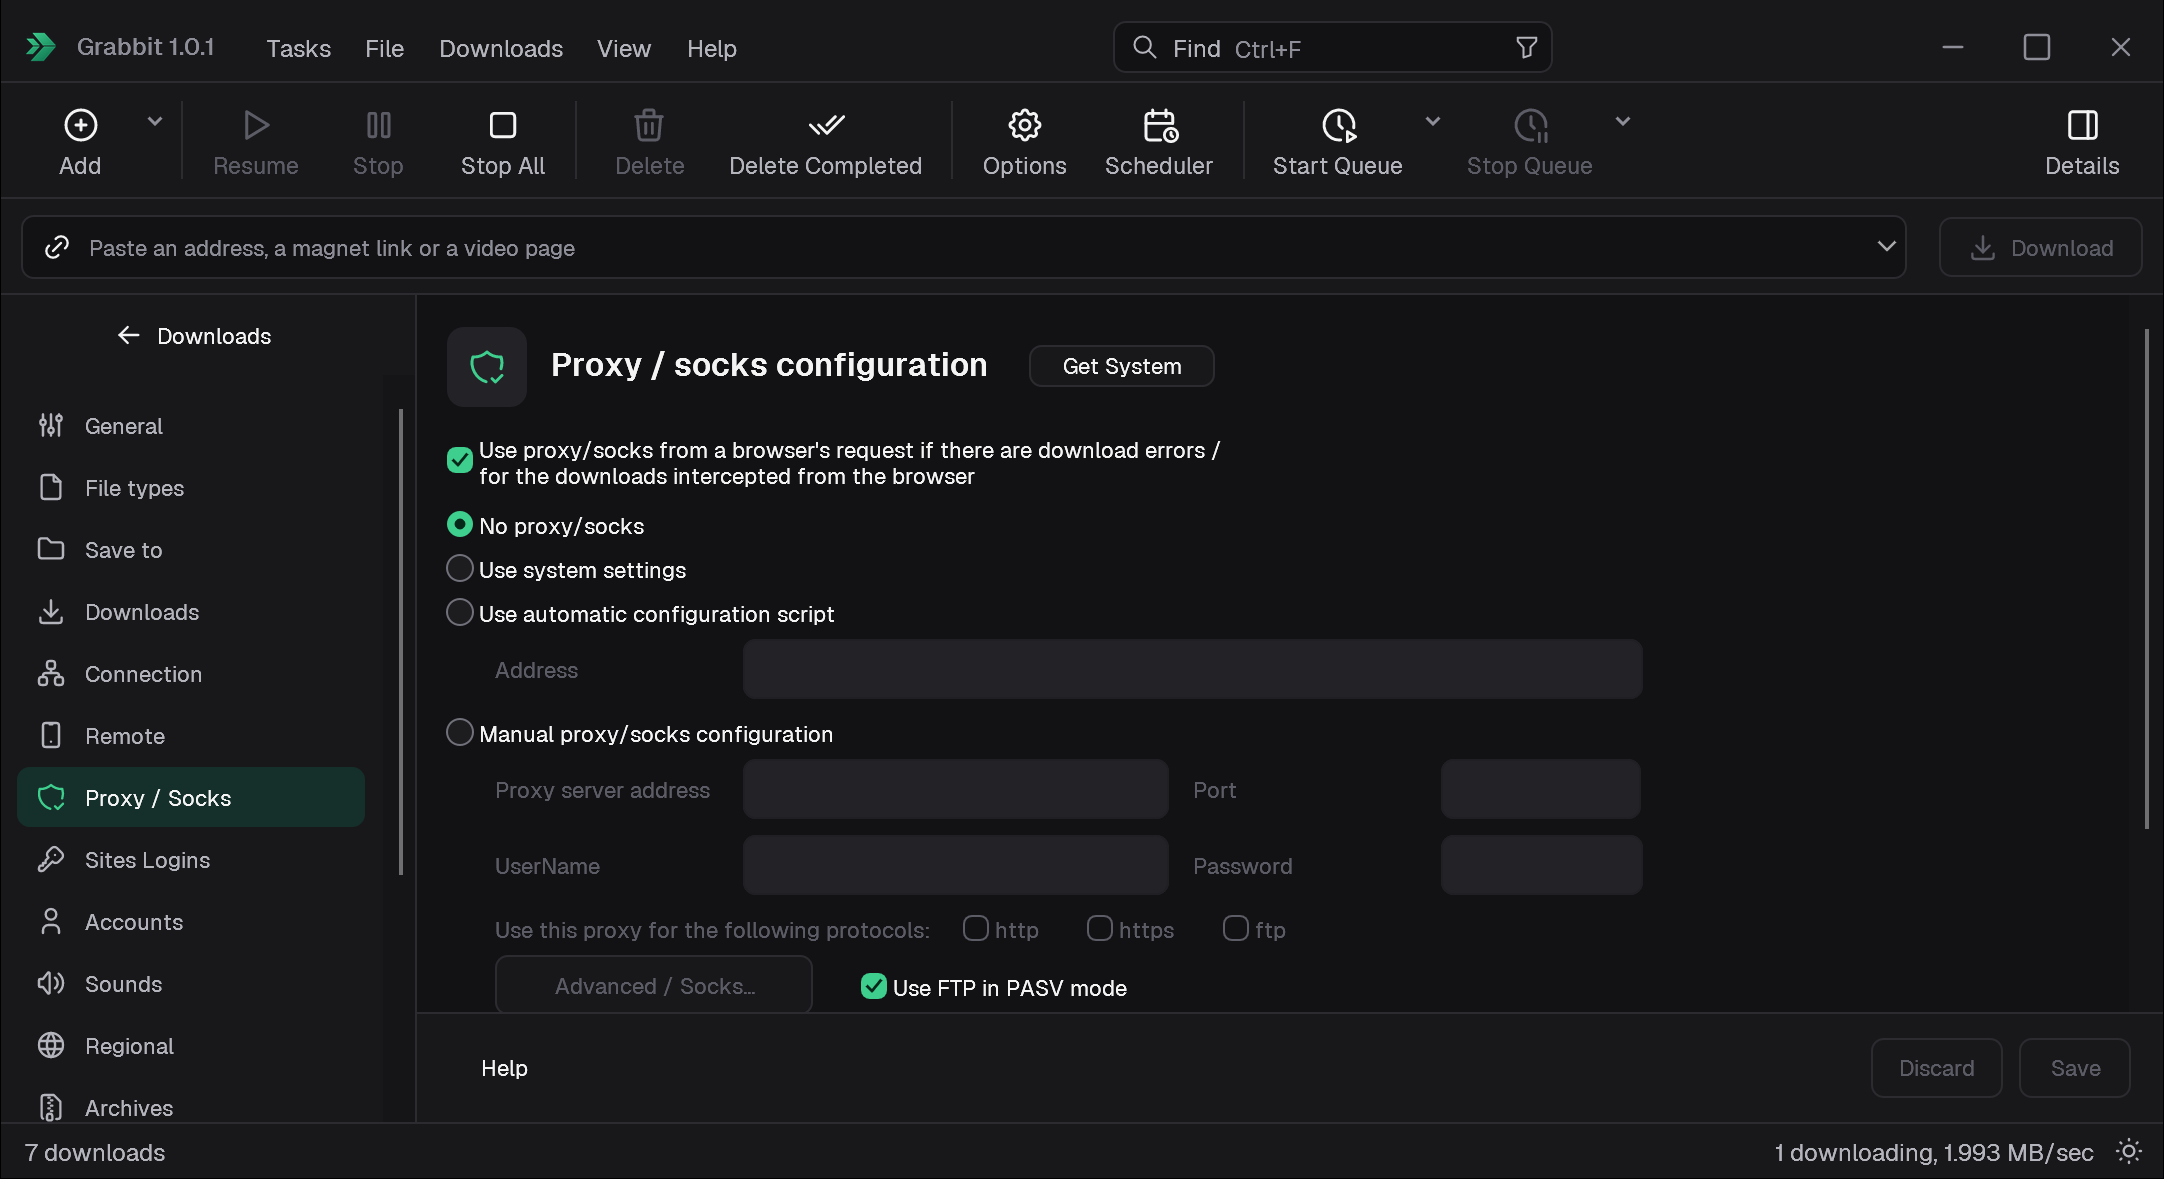 Grabbit 1.0.1
Tasks
File
Downloads
View
Help
Find Ctrl+F
Add
Resume
Stop
Stop All
Delete
Delete Completed
Options
Scheduler
Start Queue
Stop Queue
Details
Paste an address, a magnet link or a video page
Download
Downloads
General
File types
Save to
Downloads
Connection
Remote
Proxy / Socks
Sites Logins
Accounts
Sounds
Regional
Archives
Proxy / socks configuration
Get System
Use proxy/socks from a browser's request if there are download errors /
for the downloads intercepted from the browser
No proxy/socks
Use system settings
Use automatic configuration script
Address
Manual proxy/socks configuration
Proxy server address
Port
UserName
Password
Use this proxy for the following protocols:
http
https
ftp
Advanced / Socks...
Use FTP in PASV mode
Help
Discard
Save
7 downloads
1 downloading, 1.993 MB/sec